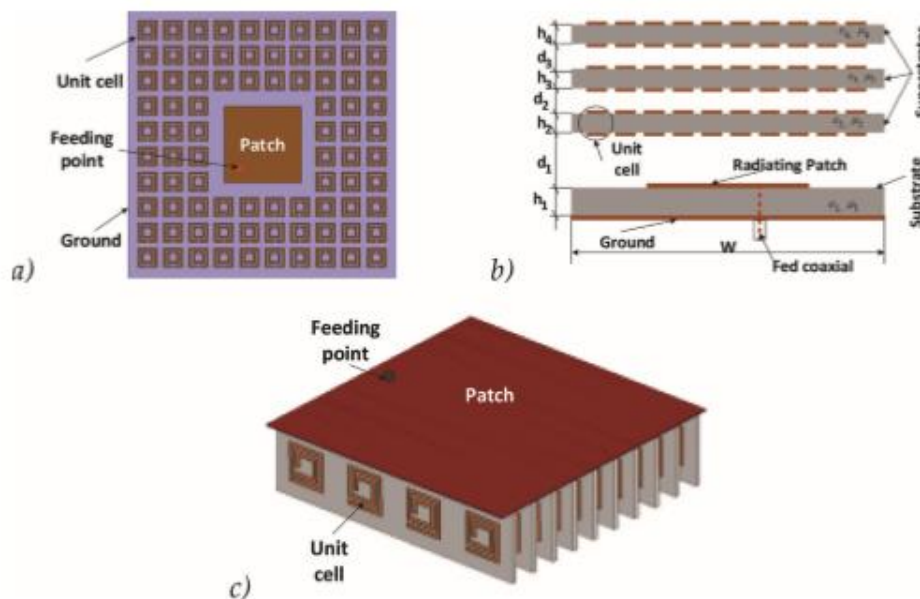 a)
Unit cell
Feeding
point
Patch
Ground
b)
h4
d3
h3
d2
h2
d1
h1
Unit
cell
Radiating Patch
Substrate
Ground
W
Fed coaxial
c)
Feeding
point
Patch
Unit
cell